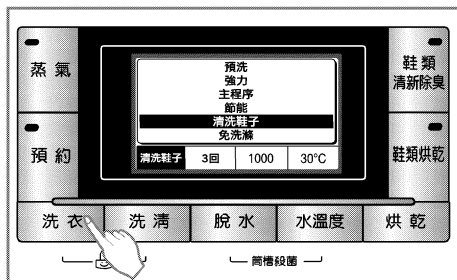 蒸氣
預約
預洗
強力
主程序
節能
清洗鞋子
免洗滌
清洗鞋子 3回 1000 30°C
鞋類
清新除臭
鞋類烘乾
洗衣 洗清 脫水 水溫度 烘乾
筒槽殺菌